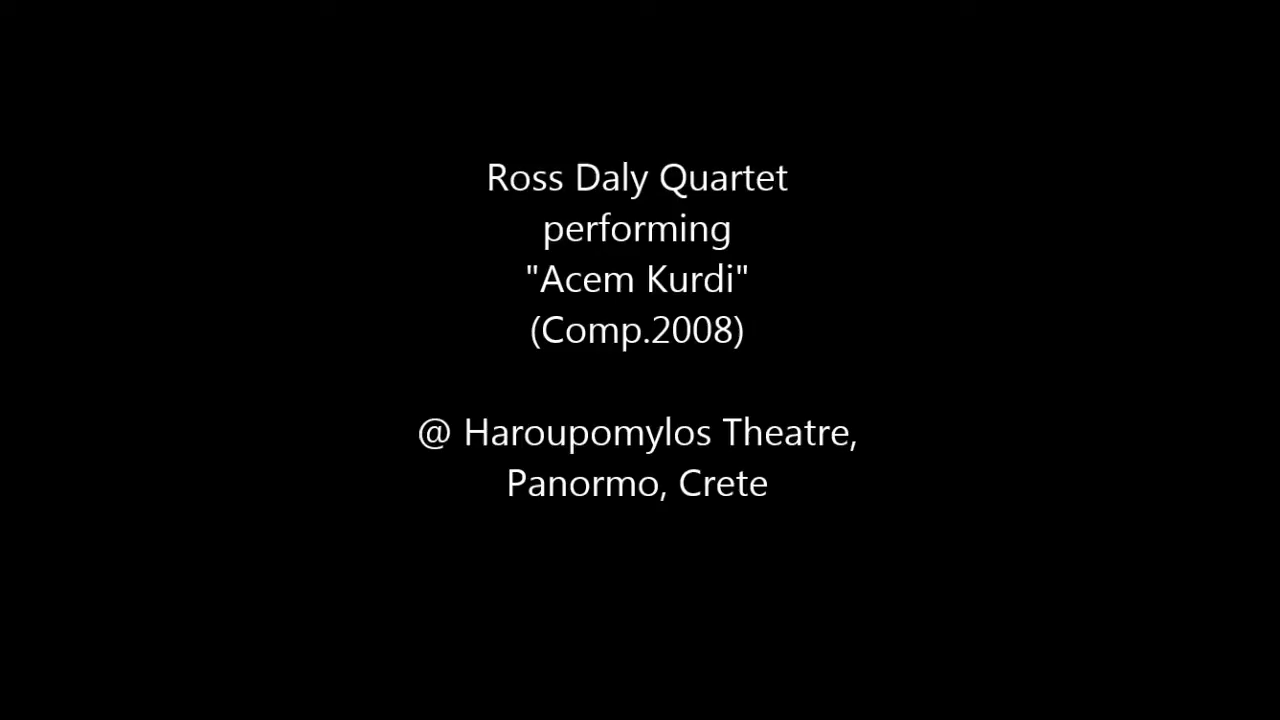 Ross Daly Quartet
performing
"Acem Kurdi"
(Comp.2008)
@ Haroupomylos Theatre,
Panormo, Crete